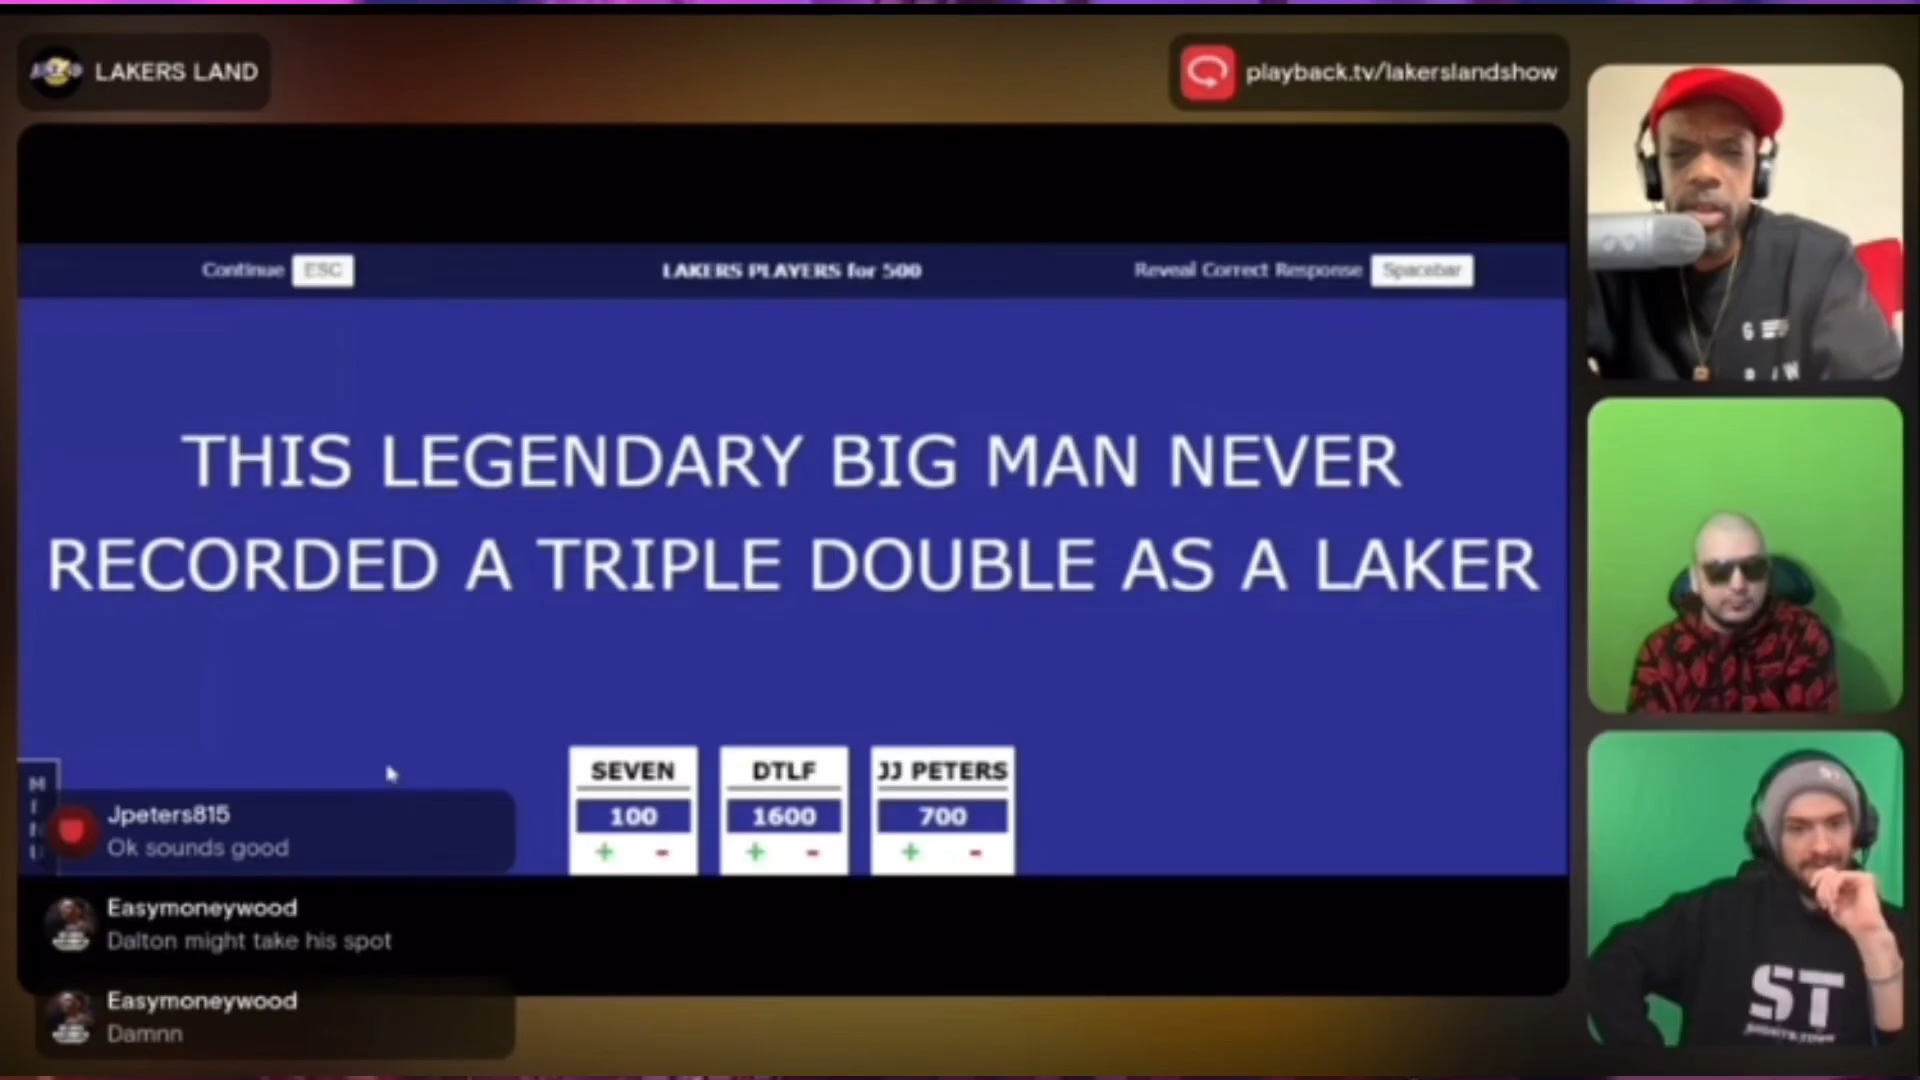 LAKERS LAND
playback.tv/lakerslandshow
Continue ESC
LAKERS PLAYERS for 500
Reveal Correct Response Spacebar
THIS LEGENDARY BIG MAN NEVER
RECORDED A TRIPLE DOUBLE AS A LAKER
SEVEN
100
+ -
DTLF
1600
+ -
JJ PETERS
700
+ -
Jpeters815
Ok sounds good
Easymoneywood
Dalton might take his spot
Easymoneywood
Damnn
ST